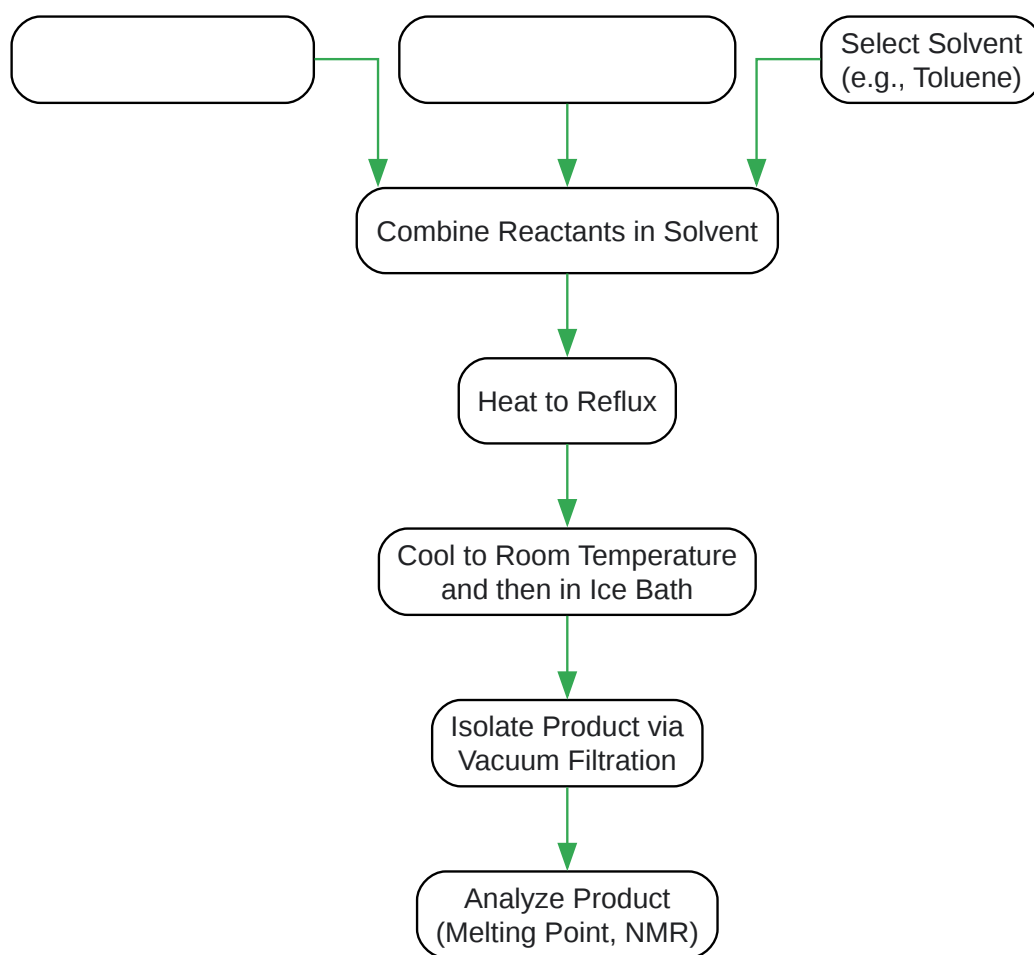 Select Solvent
(e.g., Toluene)
Combine Reactants in Solvent
Heat to Reflux
Cool to Room Temperature
and then in Ice Bath
Isolate Product via
Vacuum Filtration
Analyze Product
(Melting Point, NMR)